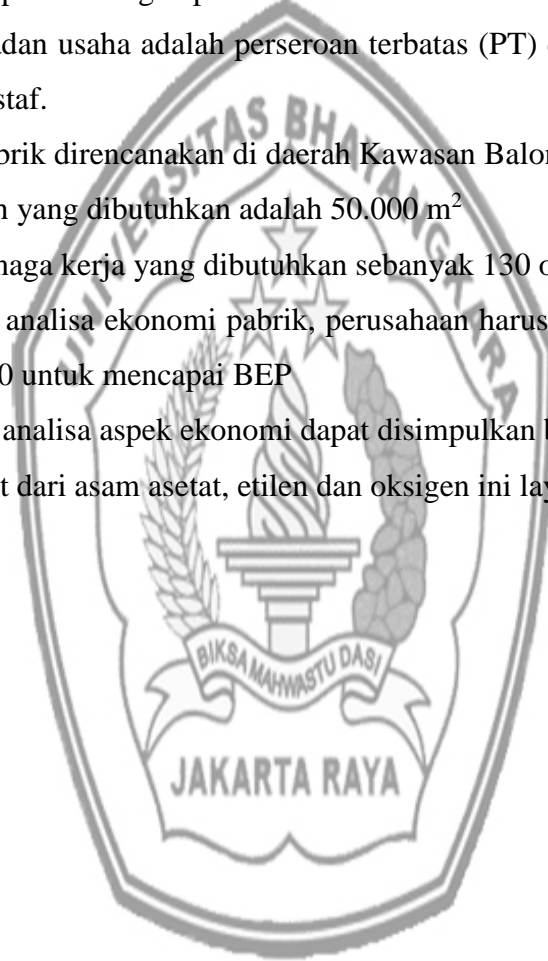 adan usaha adalah perseroan terbatas (PT)
staf.
brik direncanakan di daerah Kawasan Balon
yang dibutuhkan adalah 50.000 m²
naga kerja yang dibutuhkan sebanyak 130 o
analisa ekonomi pabrik, perusahaan harus
0 untuk mencapai BEP
analisa aspek ekonomi dapat disimpulkan b
t dari asam asetat, etilen dan oksigen ini lay
UNIVERSITAS BHAYANGKARA
BIKSA MAHWASTU DASI
JAKARTA RAYA